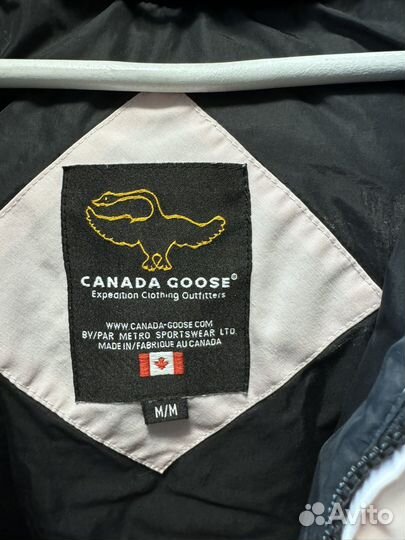 CANADA GOOSE®
Expedition Clothing Outfitters
WWW.CANADA-GOOSE.COM
BY/PAR METRO SPORTSWEAR LTD.
MADE IN/FABRIQUE AU CANADA
M/M
Avito